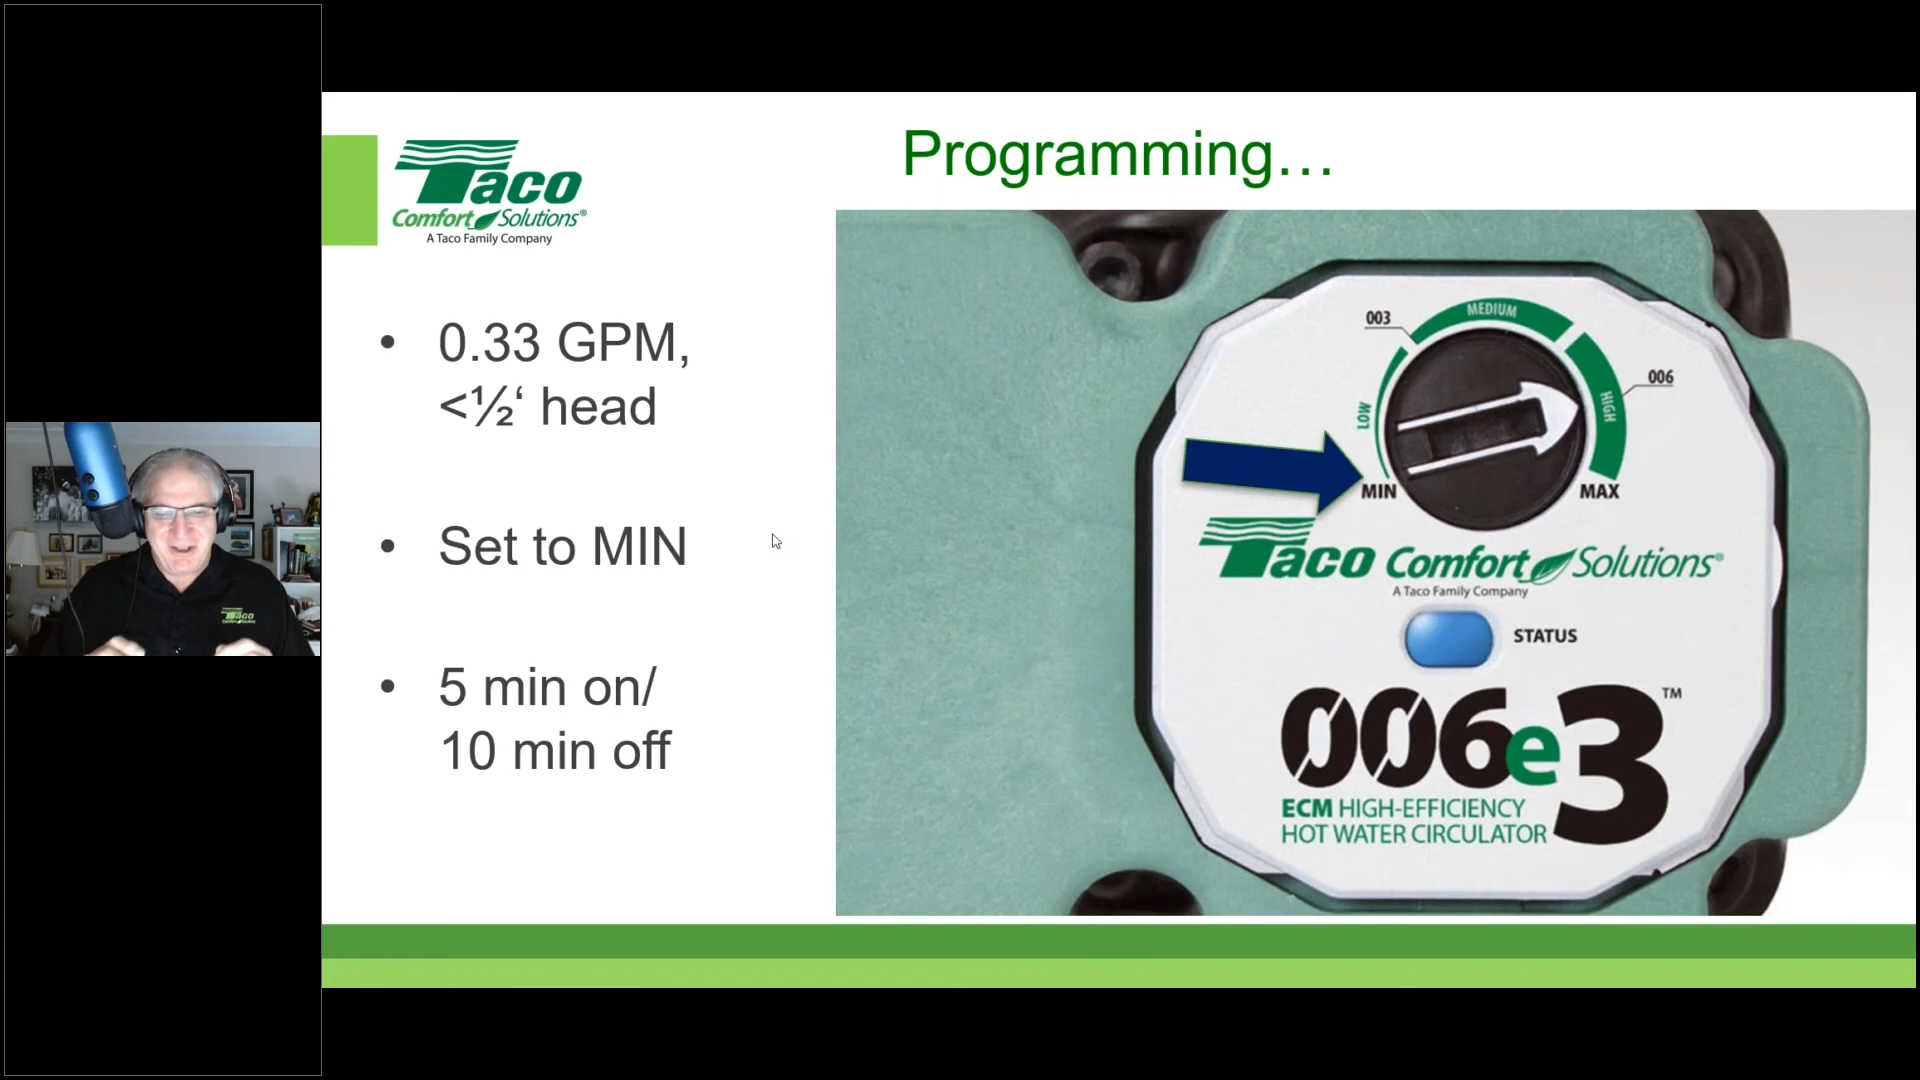 Taco
Comfort Solutions®
A Taco Family Company
Programming…
• 0.33 GPM,
<½‘ head
• Set to MIN
• 5 min on/
10 min off
003
MEDIUM
006
LOW
HIGH
MIN
MAX
Taco Comfort Solutions®
A Taco Family Company
STATUS
006e3™
ECM HIGH-EFFICIENCY
HOT WATER CIRCULATOR
Taco